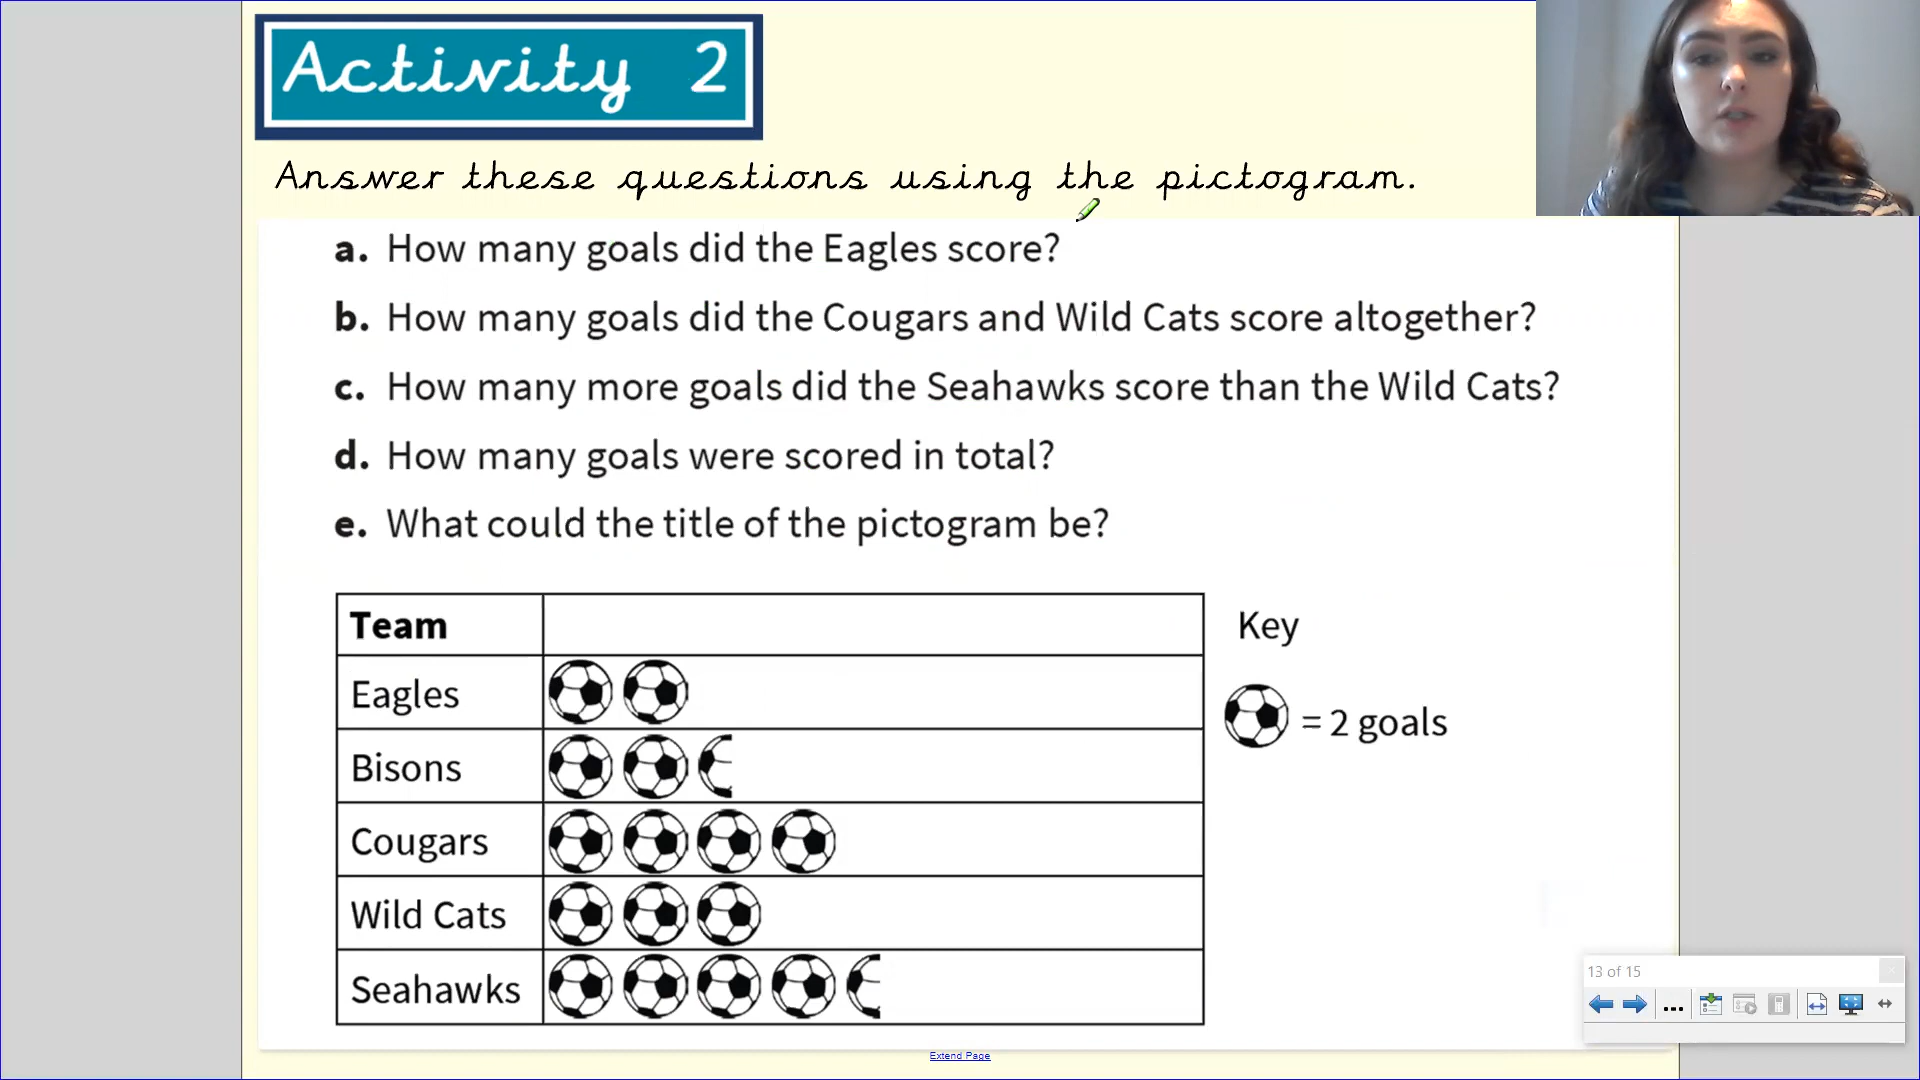 Activity 2
Answer these questions using the pictogram.
a. How many goals did the Eagles score?
b. How many goals did the Cougars and Wild Cats score altogether?
c. How many more goals did the Seahawks score than the Wild Cats?
d. How many goals were scored in total?
e. What could the title of the pictogram be?
Team
Key
Eagles
= 2 goals
Bisons
Cougars
Wild Cats
Seahawks
13 of 15
Extend Page